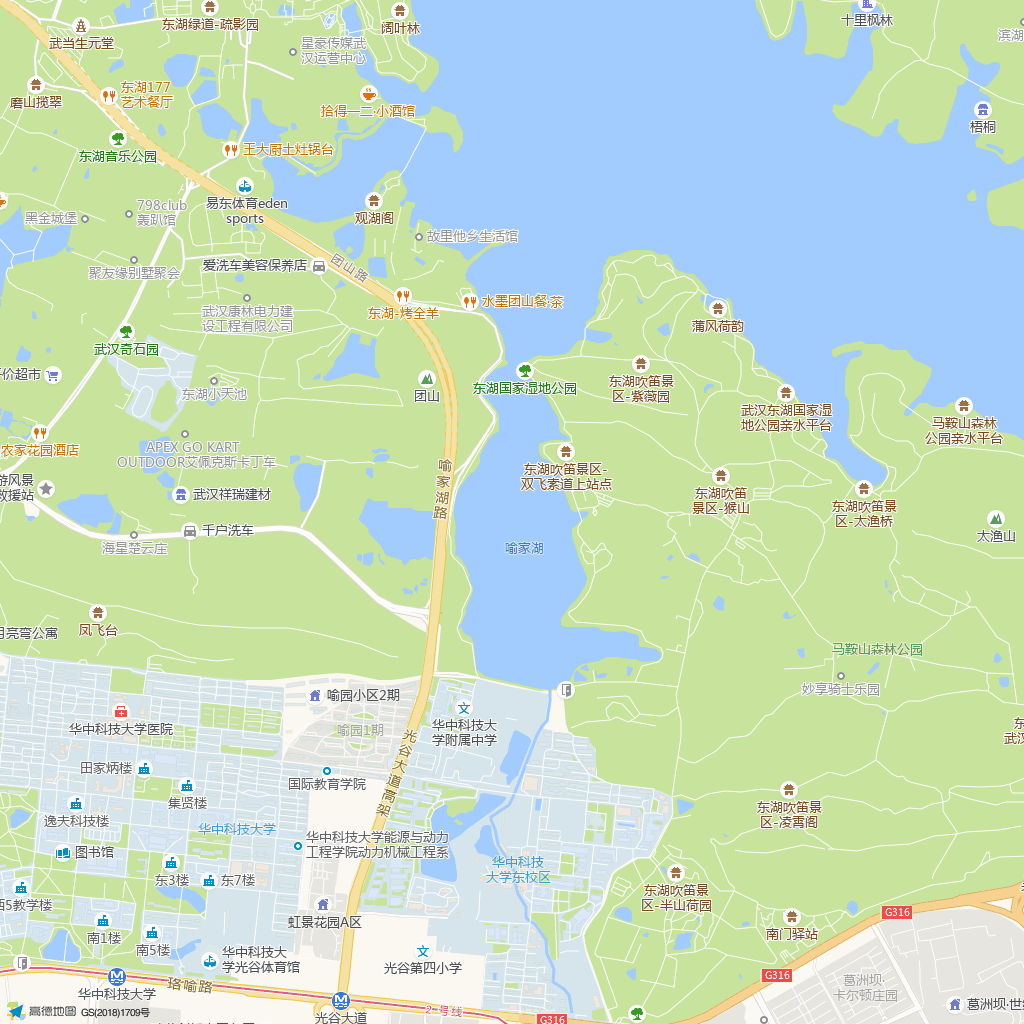 东湖绿道-疏影园
阔叶林
十里枫林
滨湖
武当生元堂
星豪传媒武
汉运营中心
磨山揽翠
东湖177
艺术餐厅
拾得一二·小酒馆
梧桐
东湖音乐公园
王大厨土灶锅台
798club
轰趴馆
易东体育eden
sports
黑金城堡
观湖阁
故里他乡生活馆
聚友缘别墅聚会
爱洗车美容保养店
团山路
武汉康林电力建
设工程有限公司
东湖-烤全羊
水墨团山餐·茶
蒲风荷韵
武汉奇石园
价超市
东湖小天池
团山
东湖国家湿地公园
东湖吹笛景
区-紫薇园
武汉东湖国家湿
地公园亲水平台
马鞍山森林
公园亲水平台
农家花园酒店
APEX GO KART
OUTDOOR艾佩克斯卡丁车
游风景
救援站
武汉祥瑞建材
喻家湖路
东湖吹笛景区-
双飞索道上站点
东湖吹笛
景区-猴山
东湖吹笛景
区-太渔桥
千户洗车
海星楚云庄
喻家湖
太渔山
凤飞台
月亮弯公寓
马鞍山森林公园
妙享骑士乐园
喻园小区2期
喻园1期
华中科技大学医院
华中科技大
学附属中学
东
武汉
田家炳楼
国际教育学院
光谷大道高架
集贤楼
逸夫科技楼
华中科技大学
华中科技大学能源与动力
工程学院动力机械工程系
东湖吹笛景
区-凌霄阁
图书馆
东3楼
东7楼
华中科技
大学东校区
西5教学楼
东湖吹笛景
区-半山荷园
虹景花园A区
南1楼
南5楼
南门驿站
G316
华中科技大
学光谷体育馆
光谷第四小学
G316
葛洲坝·
卡尔顿庄园
珞喻路
华中科技大学
光谷大道
2号线
G316
葛洲坝·世
高德地图 GS(2018)1709号